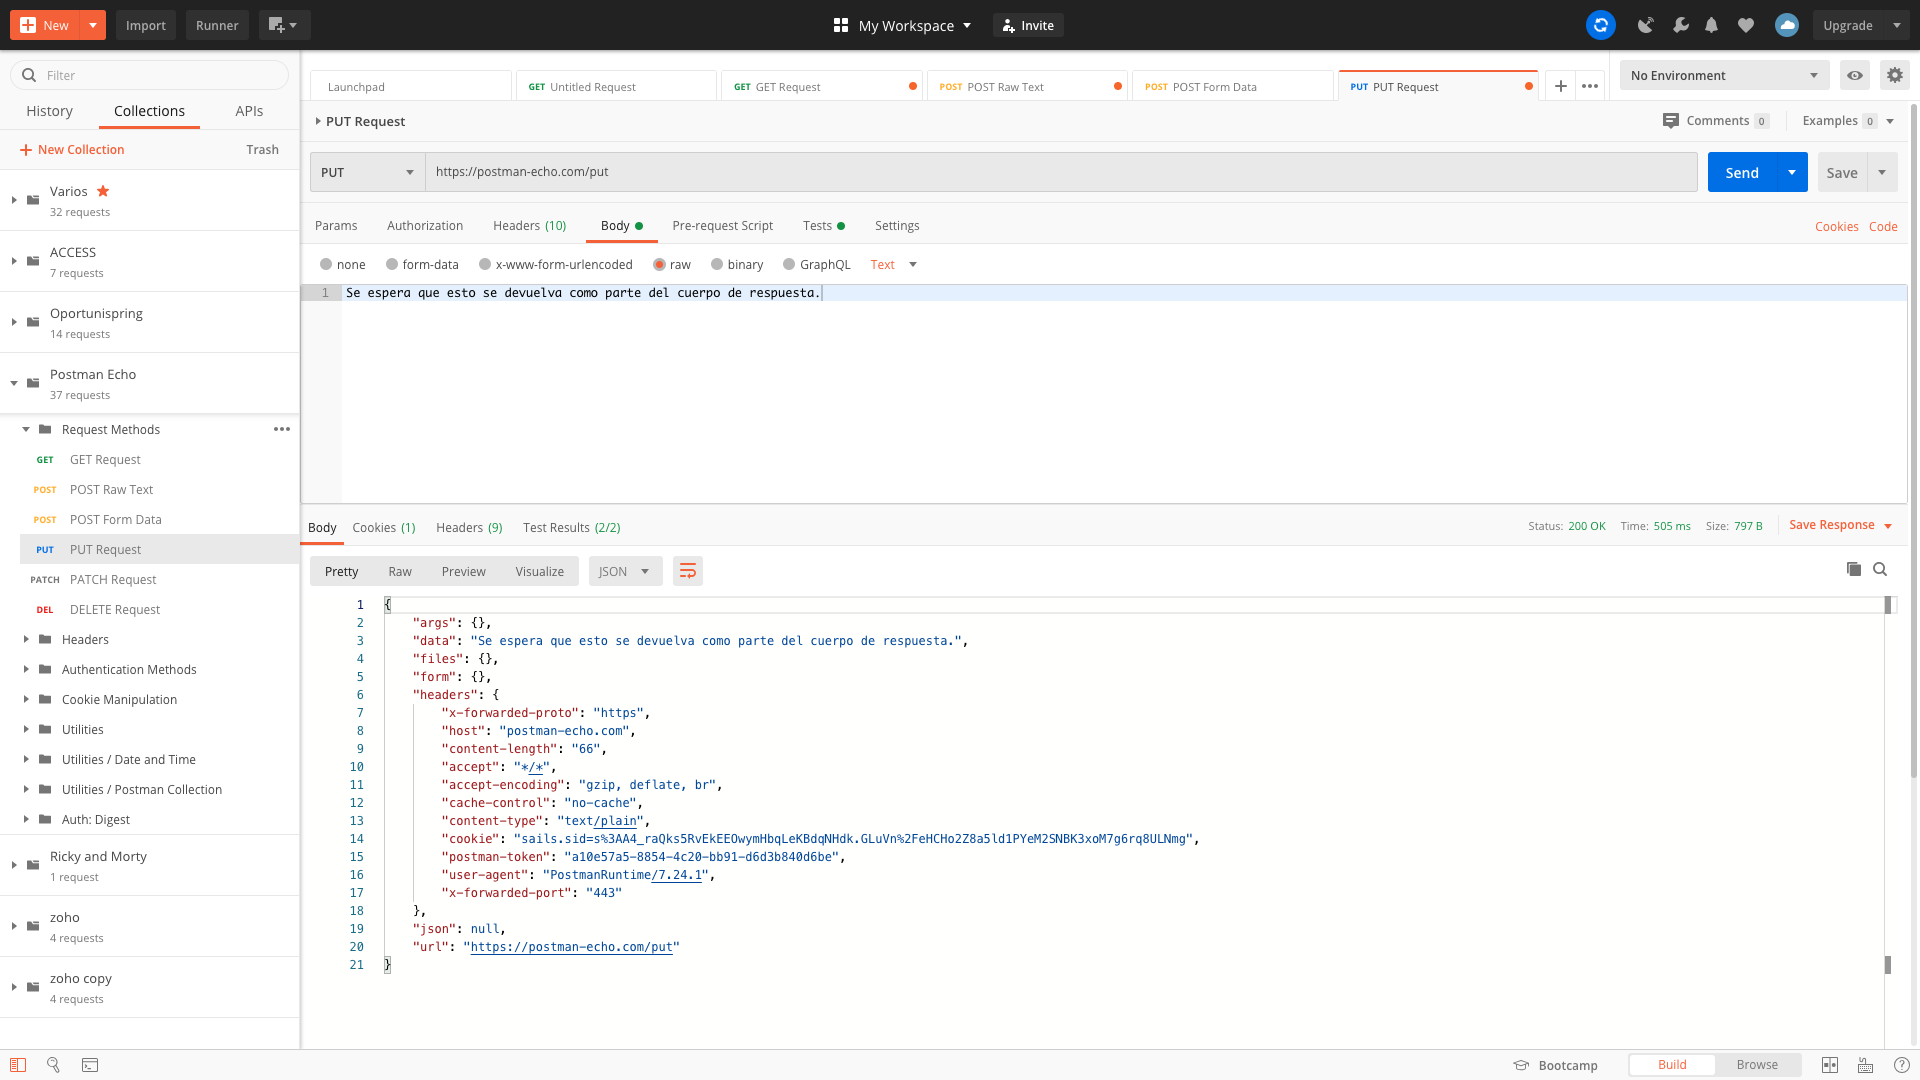 New
Import
Runner
My Workspace
Invite
Upgrade
Filter
History
Collections
APIs
New Collection
Trash
Varios
32 requests
ACCESS
7 requests
Oportunispring
14 requests
Postman Echo
37 requests
Request Methods
GET GET Request
POST POST Raw Text
POST POST Form Data
PUT PUT Request
PATCH PATCH Request
DEL DELETE Request
Headers
Authentication Methods
Cookie Manipulation
Utilities
Utilities / Date and Time
Utilities / Postman Collection
Auth: Digest
Ricky and Morty
1 request
zoho
4 requests
zoho copy
4 requests
Launchpad
GET Untitled Request
GET GET Request
POST POST Raw Text
POST POST Form Data
PUT PUT Request
No Environment
PUT Request
Comments 0
Examples 0
PUT
https://postman-echo.com/put
Send
Save
Params
Authorization
Headers (10)
Body
Pre-request Script
Tests
Settings
Cookies
Code
none
form-data
x-www-form-urlencoded
raw
binary
GraphQL
Text
1 Se espera que esto se devuelva como parte del cuerpo de respuesta.
Body
Cookies (1)
Headers (9)
Test Results (2/2)
Status: 200 OK
Time: 505 ms
Size: 797 B
Save Response
Pretty
Raw
Preview
Visualize
JSON
1 {
2 "args": {},
3 "data": "Se espera que esto se devuelva como parte del cuerpo de respuesta.",
4 "files": {},
5 "form": {},
6 "headers": {
7 "x-forwarded-proto": "https",
8 "host": "postman-echo.com",
9 "content-length": "66",
10 "accept": "*/*",
11 "accept-encoding": "gzip, deflate, br",
12 "cache-control": "no-cache",
13 "content-type": "text/plain",
14 "cookie": "sails.sid=s%3AA4_raQks5RvEkEEOwymHbqLeKBdqNHdk.GLuVn%2FeHCHo2Z8a5ld1PYeM2SNBK3xoM7g6rq8ULNmg",
15 "postman-token": "a10e57a5-8854-4c20-bb91-d6d3b840d6be",
16 "user-agent": "PostmanRuntime/7.24.1",
17 "x-forwarded-port": "443"
18 },
19 "json": null,
20 "url": "https://postman-echo.com/put"
21 }
Bootcamp
Build
Browse